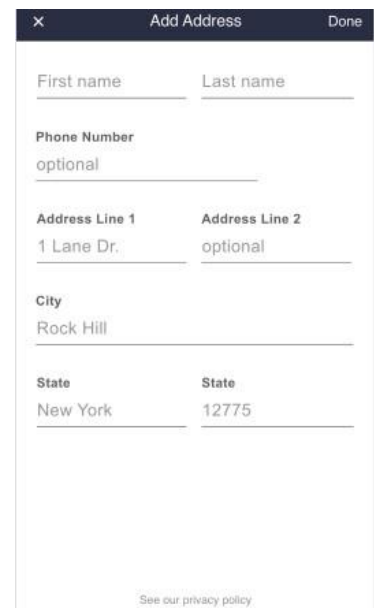 × Add Address Done
First name Last name
Phone Number
optional
Address Line 1 Address Line 2
1 Lane Dr. optional
City
Rock Hill
State State
New York 12775
See our privacy policy